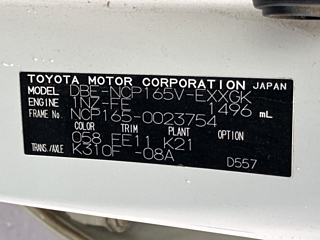 TOYOTA MOTOR CORPORATION JAPAN
MODEL DBE-NCP165V-EXXGK
ENGINE 1NZ-FE 1496 mL
FRAME No. NCP165-0023754
COLOR TRIM PLANT OPTION
058 FE11 K21
TRANS./AXLE K310F -08A
D557